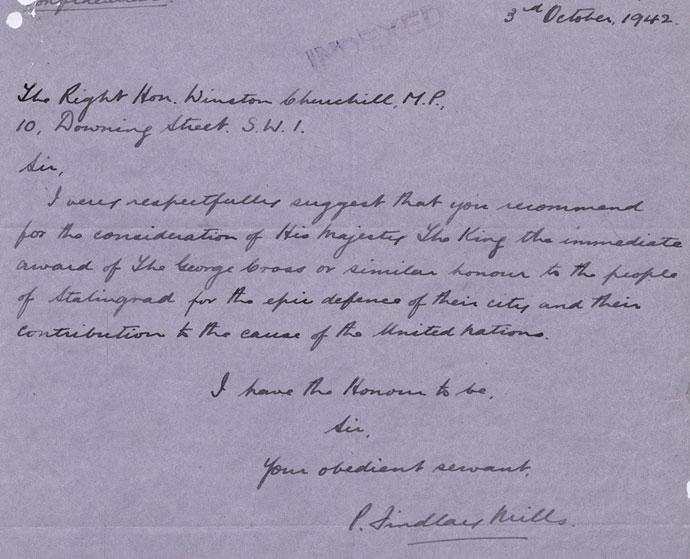 Confidential.
3rd October, 1942.
INDEXED
The Right Hon. Winston Churchill, M.P.,
10, Downing Street. S.W.1.
Sir,
I very respectfully suggest that you recommend
for the consideration of His Majesty The King the immediate
award of The George Cross or similar honour to the people
of Stalingrad for the epic defence of their city and their
contribution to the cause of the United Nations.
I have the Honour to be,
Sir,
Your obedient servant,
P. Findlay Mills.